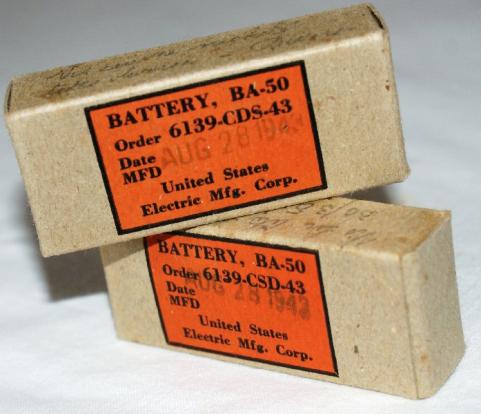 BATTERY, BA-50
Order 6139-CDS-43
Date AUG 28 1943
MFD
United States
Electric Mfg. Corp.
BATTERY, BA-50
Order 6139-CSD-43
Date AUG 28 1943
MFD
United States
Electric Mfg. Corp.